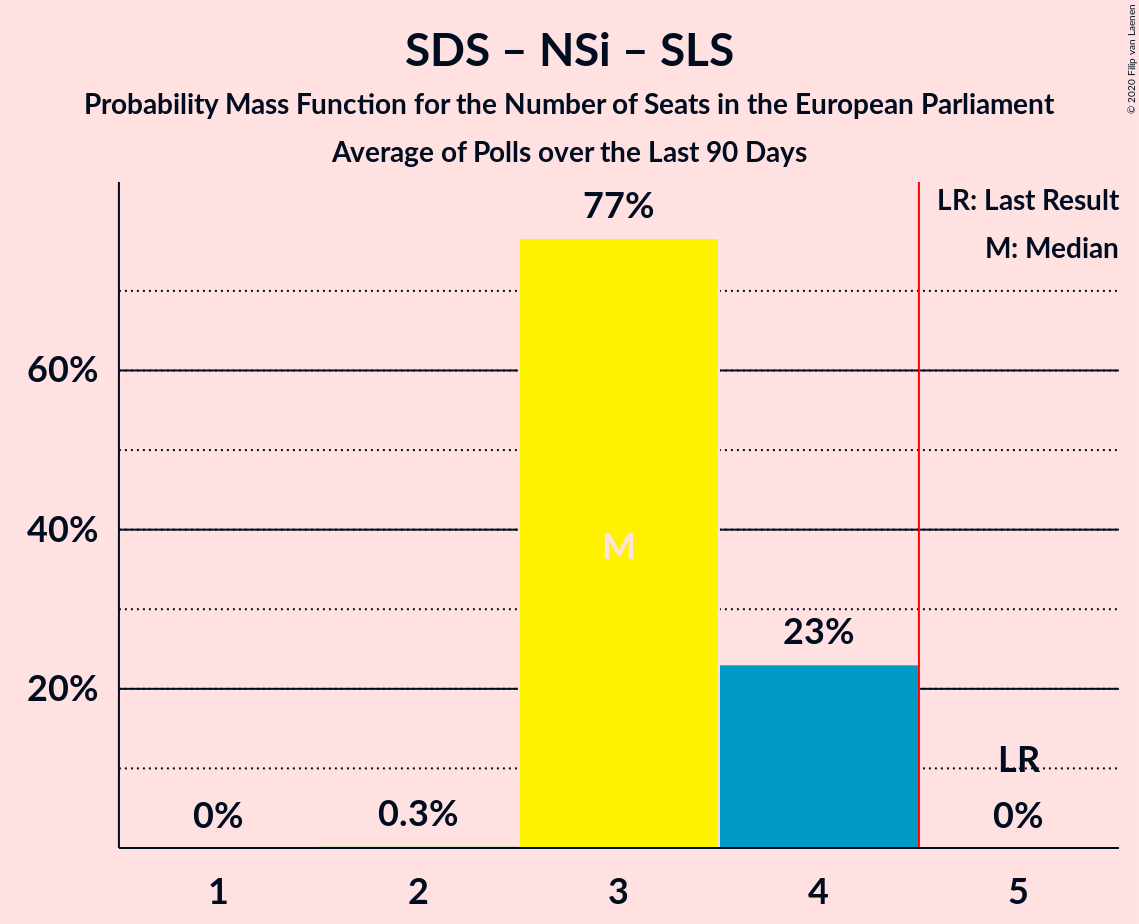 SDS – NSi – SLS
Probability Mass Function for the Number of Seats in the European Parliament
Average of Polls over the Last 90 Days
© 2020 Filip van Laenen
LR: Last Result
M: Median
77%
60%
M
40%
23%
20%
LR
0%
0.3%
0%
1 2 3 4 5